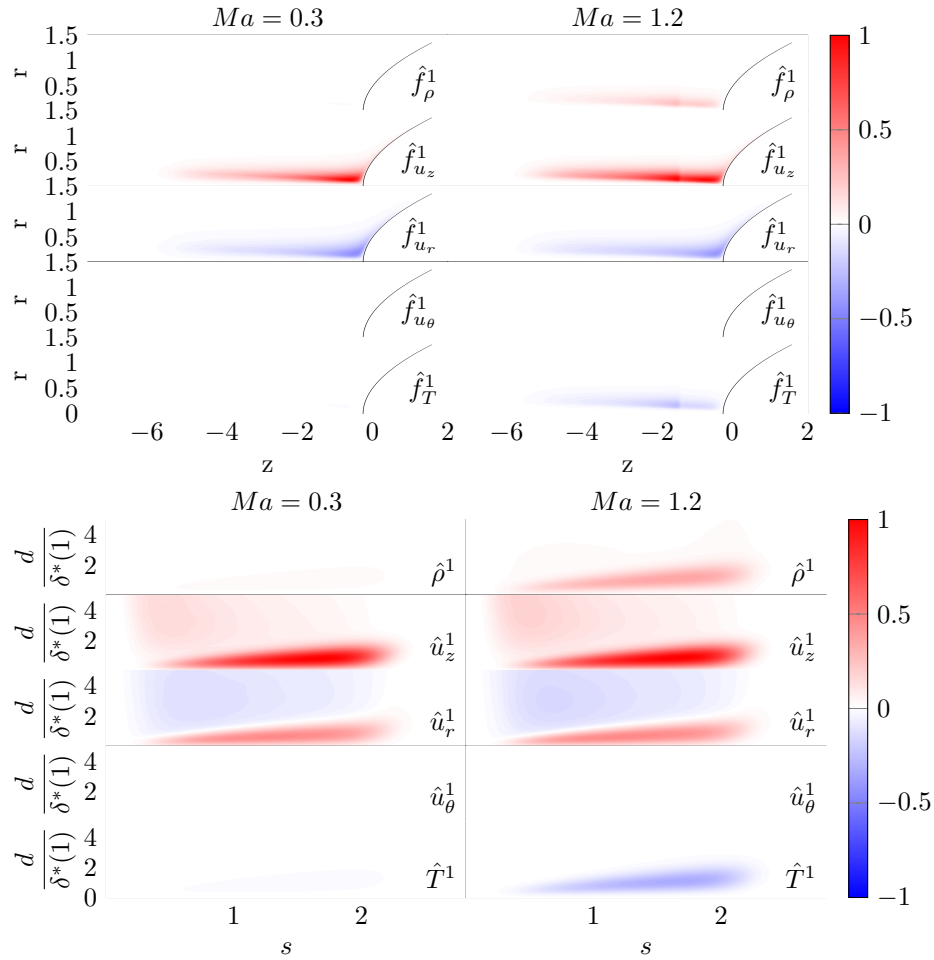 Ma = 0.3 Ma = 1.2
1.5
1
0.5
r
f̂¹_ρ f̂¹_ρ
1.5
1
0.5
r
f̂¹_{u_z} f̂¹_{u_z}
1.5
1
0.5
r
f̂¹_{u_r} f̂¹_{u_r}
1.5
1
0.5
r
f̂¹_{u_θ} f̂¹_{u_θ}
1.5
1
0.5
0
r
f̂¹_T f̂¹_T
−6 −4 −2 0 2 −6 −4 −2 0 2
z z
1
0.5
0
−0.5
−1
Ma = 0.3 Ma = 1.2
d/δ*(1)
4
2
ρ̂¹ ρ̂¹
d/δ*(1)
4
2
û¹_z û¹_z
d/δ*(1)
4
2
û¹_r û¹_r
d/δ*(1)
4
2
û¹_θ û¹_θ
d/δ*(1)
4
2
0
T̂¹ T̂¹
1 2 1 2
s s
1
0.5
0
−0.5
−1